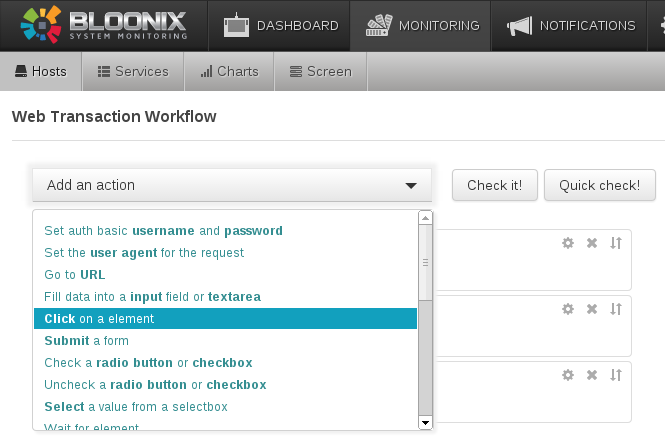 BLOONIX
SYSTEM MONITORING
DASHBOARD
MONITORING
NOTIFICATIONS
Hosts
Services
Charts
Screen
Web Transaction Workflow
Add an action
Check it!
Quick check!
Set auth basic username and password
Set the user agent for the request
Go to URL
Fill data into a input field or textarea
Click on a element
Submit a form
Check a radio button or checkbox
Uncheck a radio button or checkbox
Select a value from a selectbox
Wait for element